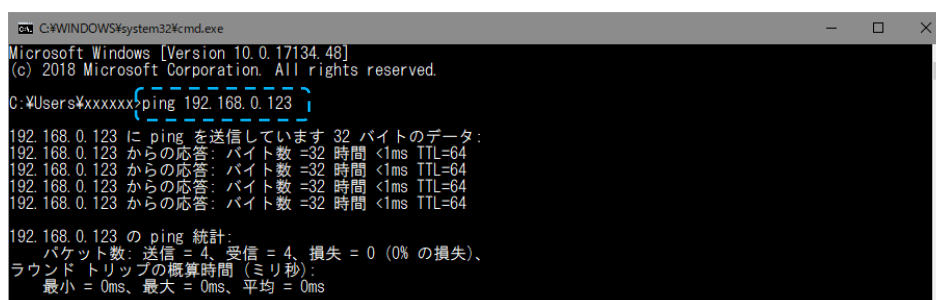 C:¥WINDOWS¥system32¥cmd.exe
Microsoft Windows [Version 10.0.17134.48]
(c) 2018 Microsoft Corporation. All rights reserved.
C:¥Users¥xxxxxx>ping 192.168.0.123
192.168.0.123 に ping を送信しています 32 バイトのデータ:
192.168.0.123 からの応答: バイト数 =32 時間 <1ms TTL=64
192.168.0.123 からの応答: バイト数 =32 時間 <1ms TTL=64
192.168.0.123 からの応答: バイト数 =32 時間 <1ms TTL=64
192.168.0.123 からの応答: バイト数 =32 時間 <1ms TTL=64
192.168.0.123 の ping 統計:
パケット数: 送信 = 4、受信 = 4、損失 = 0 (0% の損失)、
ラウンド トリップの概算時間 (ミリ秒):
最小 = 0ms、最大 = 0ms、平均 = 0ms